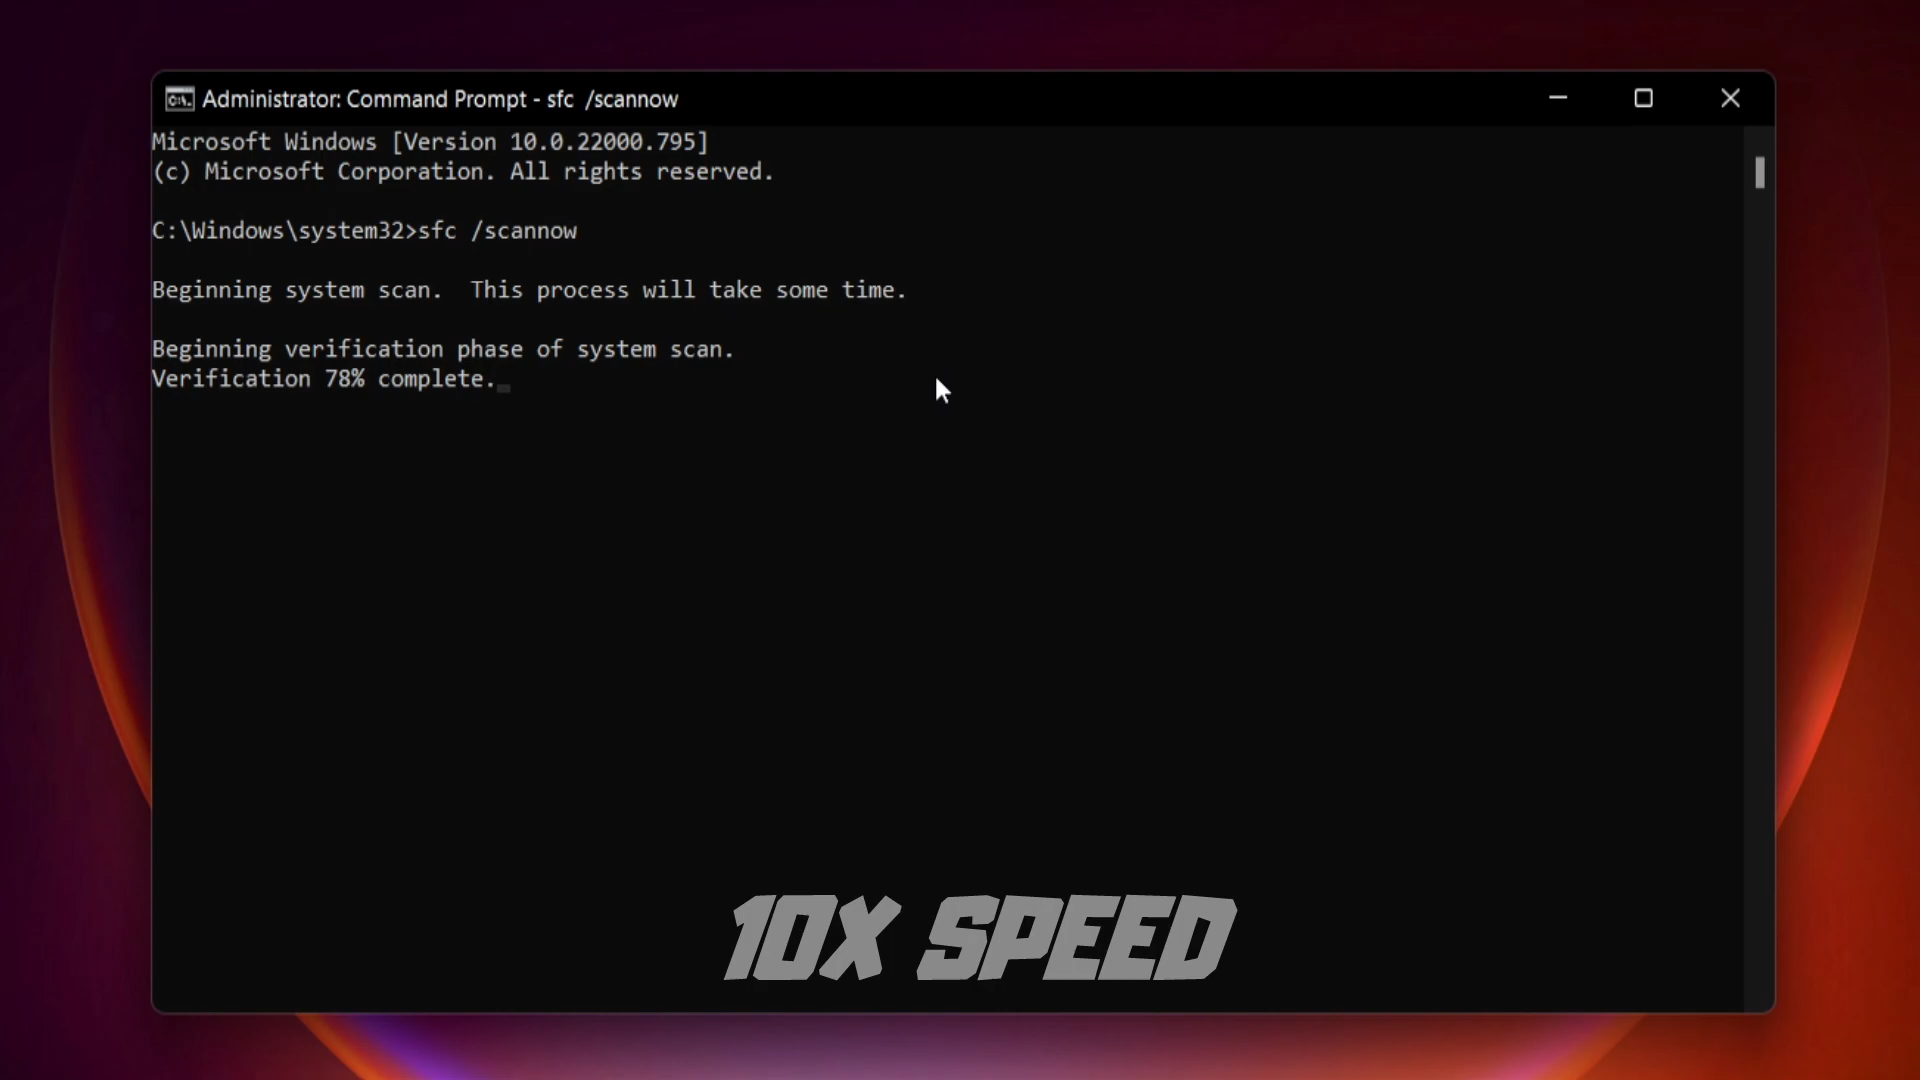 Administrator: Command Prompt - sfc  /scannow
Microsoft Windows [Version 10.0.22000.795]
(c) Microsoft Corporation. All rights reserved.
C:\Windows\system32>sfc /scannow
Beginning system scan.  This process will take some time.
Beginning verification phase of system scan.
Verification 78% complete.
10X SPEED